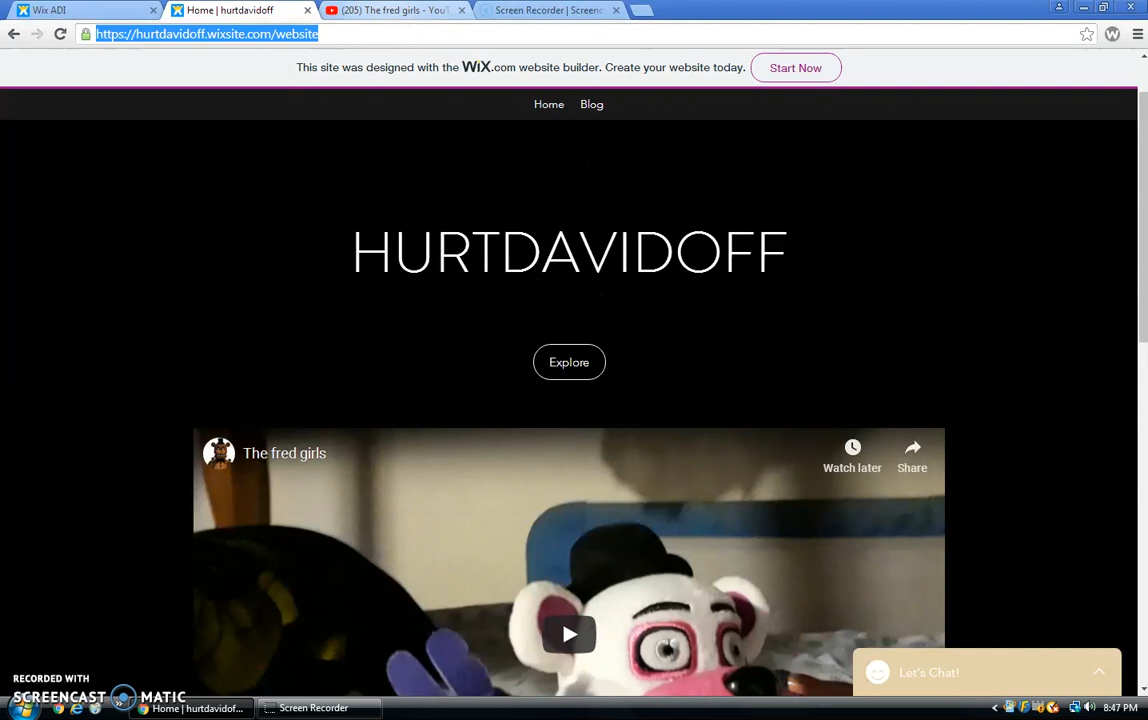 Wix ADI
Home | hurtdavidoff
(205) The fred girls - YouT
Screen Recorder | Screenc
https://hurtdavidoff.wixsite.com/website
This site was designed with the WiX.com website builder. Create your website today.
Start Now
Home Blog
HURTDAVIDOFF
Explore
The fred girls
Watch later
Share
Let's Chat!
RECORDED WITH
SCREENCAST MATIC
Home | hurtdavidof...
Screen Recorder
8:47 PM